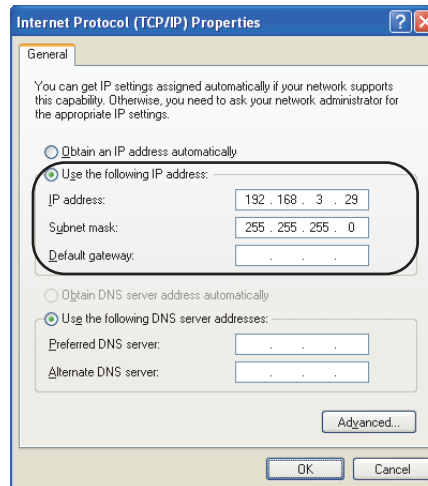 Internet Protocol (TCP/IP) Properties
General
You can get IP settings assigned automatically if your network supports
this capability. Otherwise, you need to ask your network administrator for
the appropriate IP settings.
Obtain an IP address automatically
Use the following IP address:
IP address: 192 . 168 . 3 . 29
Subnet mask: 255 . 255 . 255 . 0
Default gateway: . . .
Obtain DNS server address automatically
Use the following DNS server addresses:
Preferred DNS server: . . .
Alternate DNS server: . . .
Advanced...
OK Cancel